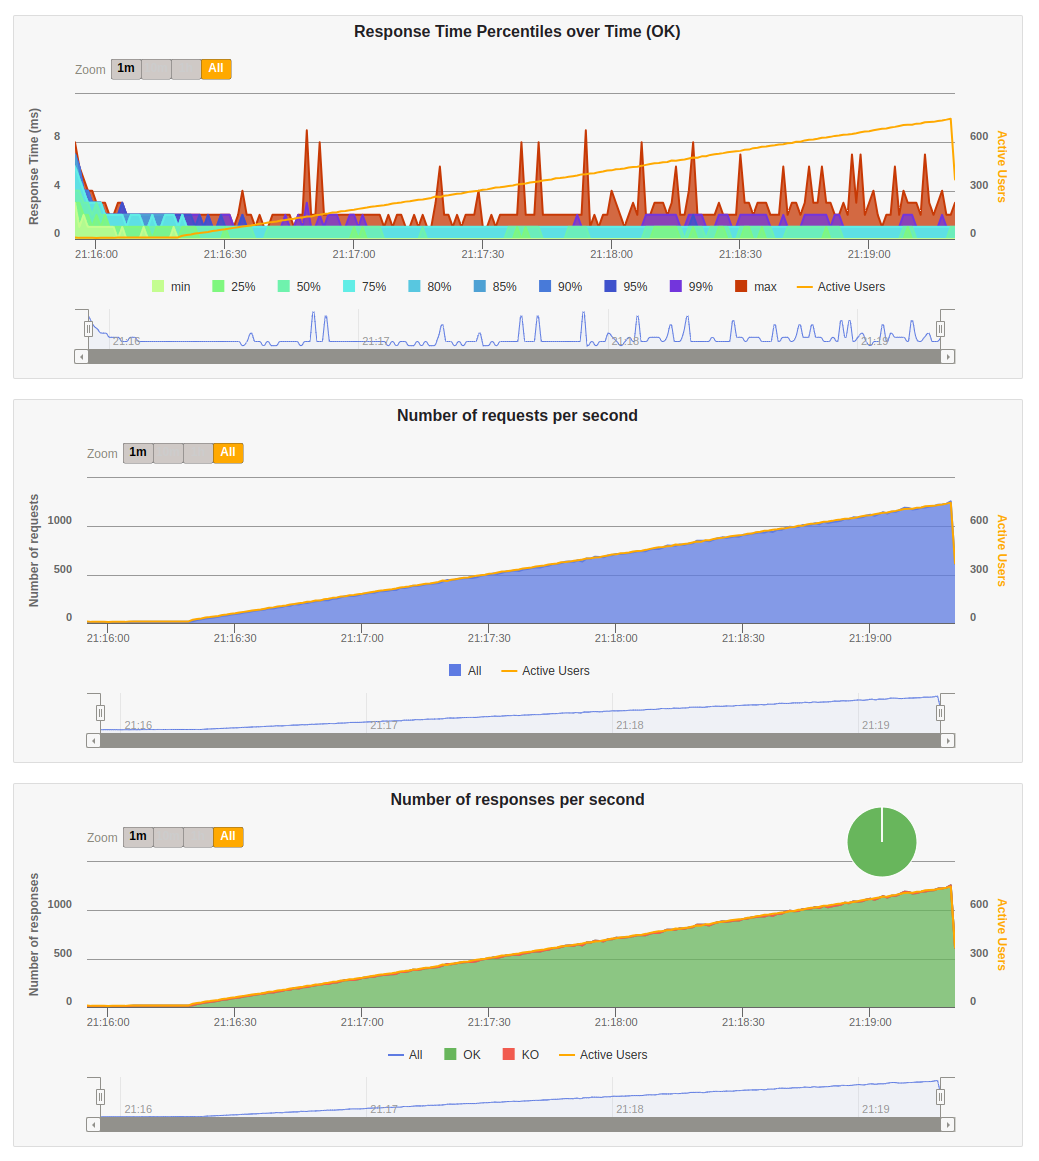 Response Time Percentiles over Time (OK)
Zoom 1m All
Response Time (ms)
8
4
0
600
300
0
Active Users
21:16:00 21:16:30 21:17:00 21:17:30 21:18:00 21:18:30 21:19:00
min 25% 50% 75% 80% 85% 90% 95% 99% max Active Users
21:16 21:17 21:18 21:19
Number of requests per second
Zoom 1m All
Number of requests
1000
500
0
600
300
0
Active Users
21:16:00 21:16:30 21:17:00 21:17:30 21:18:00 21:18:30 21:19:00
All Active Users
21:16 21:17 21:18 21:19
Number of responses per second
Zoom 1m All
Number of responses
1000
500
0
600
300
0
Active Users
21:16:00 21:16:30 21:17:00 21:17:30 21:18:00 21:18:30 21:19:00
All OK KO Active Users
21:16 21:17 21:18 21:19